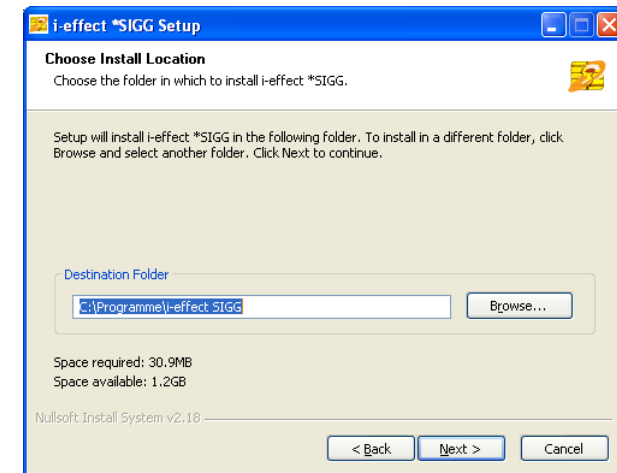 i-effect *SIGG Setup
Choose Install Location
Choose the folder in which to install i-effect *SIGG.
Setup will install i-effect *SIGG in the following folder. To install in a different folder, click
Browse and select another folder. Click Next to continue.
Destination Folder
C:\Programme\i-effect SIGG
Browse...
Space required: 30.9MB
Space available: 1.2GB
Nullsoft Install System v2.18
< Back
Next >
Cancel